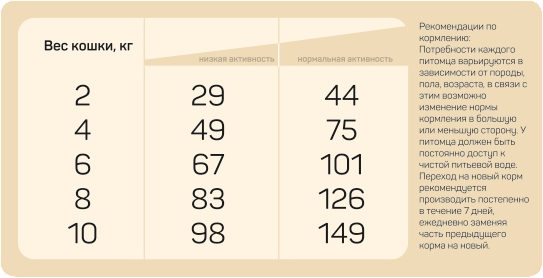 Вес кошки, кг
низкая активность нормальная активность
2 29 44
4 49 75
6 67 101
8 83 126
10 98 149
Рекомендации по
кормлению:
Потребности каждого
питомца варьируются в
зависимости от породы,
пола, возраста, в связи с
этим возможно
изменение нормы
кормления в большую
или меньшую сторону. У
питомца должен быть
постоянно доступ к
чистой питьевой воде.
Переход на новый корм
рекомендуется
производить постепенно
в течение 7 дней,
ежедневно заменяя
часть предыдущего
корма на новый.